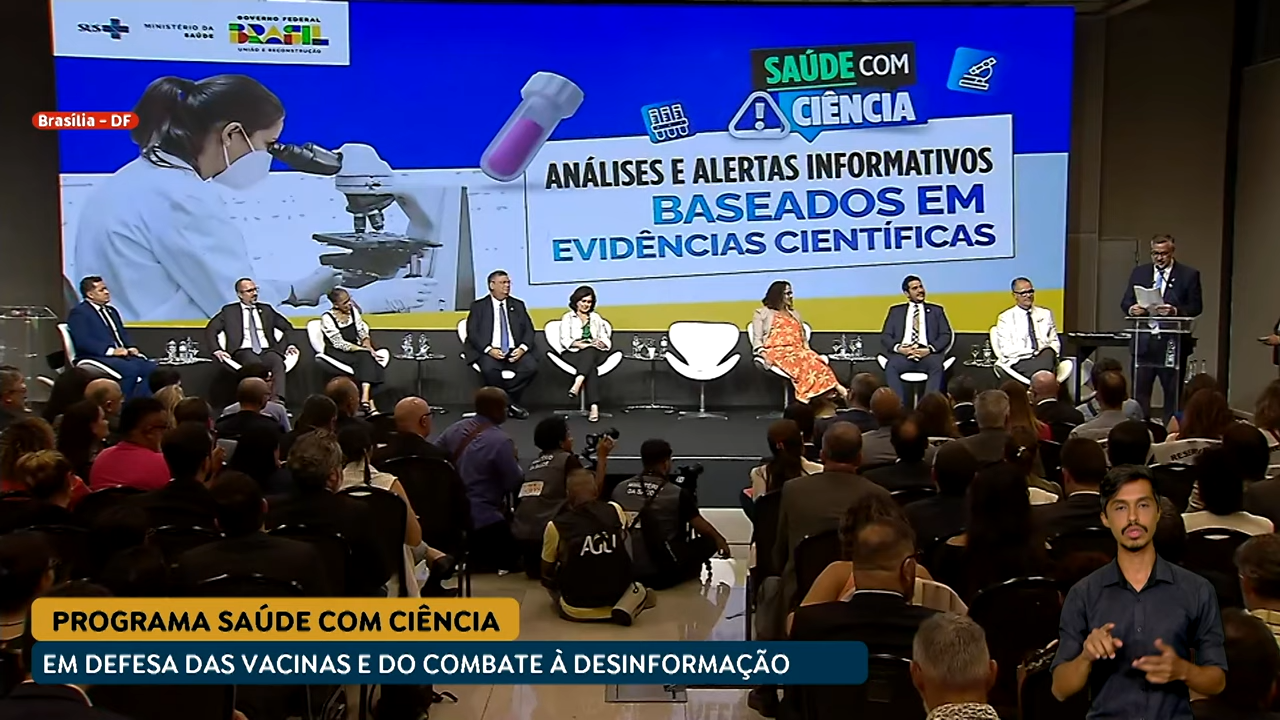 SUS
MINISTÉRIO DA
SAÚDE
GOVERNO FEDERAL
BRASIL
UNIÃO E RECONSTRUÇÃO
Brasília - DF
SAÚDE COM
CIÊNCIA
ANÁLISES E ALERTAS INFORMATIVOS
BASEADOS EM
EVIDÊNCIAS CIENTÍFICAS
AGU
PROGRAMA SAÚDE COM CIÊNCIA
EM DEFESA DAS VACINAS E DO COMBATE À DESINFORMAÇÃO